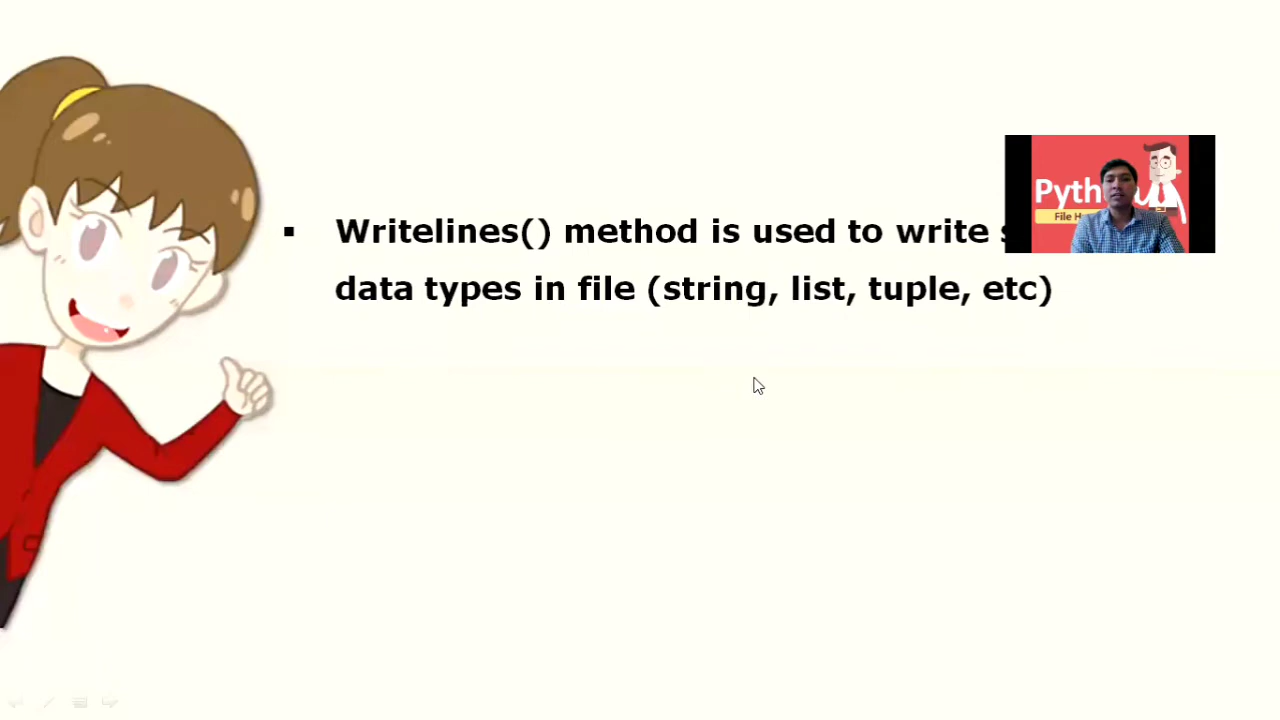 Writelines() method is used to write
data types in file (string, list, tuple, etc)